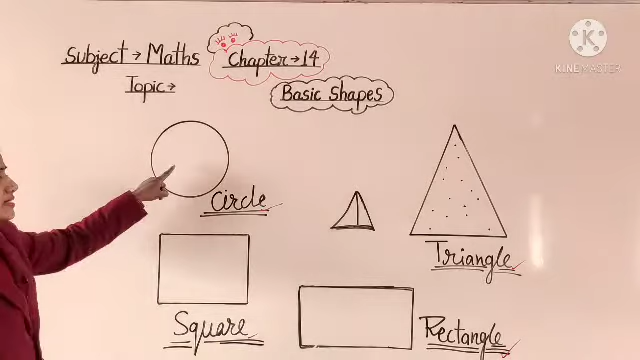 Subject → Maths
Chapter → 14
Topic →
Basic Shapes
Circle
Triangle
Square
Rectangle
K
KINEMASTER